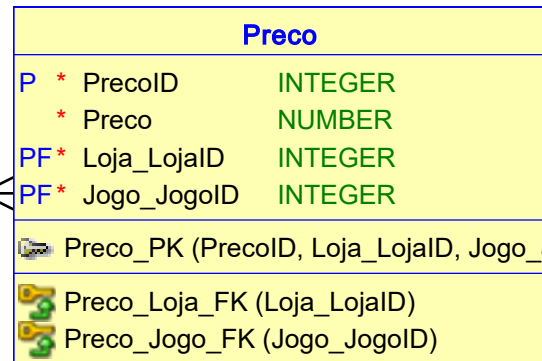 Preco
P * PrecoID INTEGER
* Preco NUMBER
PF * Loja_LojaID INTEGER
PF * Jogo_JogoID INTEGER
Preco_PK (PrecoID, Loja_LojaID, Jogo_
Preco_Loja_FK (Loja_LojaID)
Preco_Jogo_FK (Jogo_JogoID)